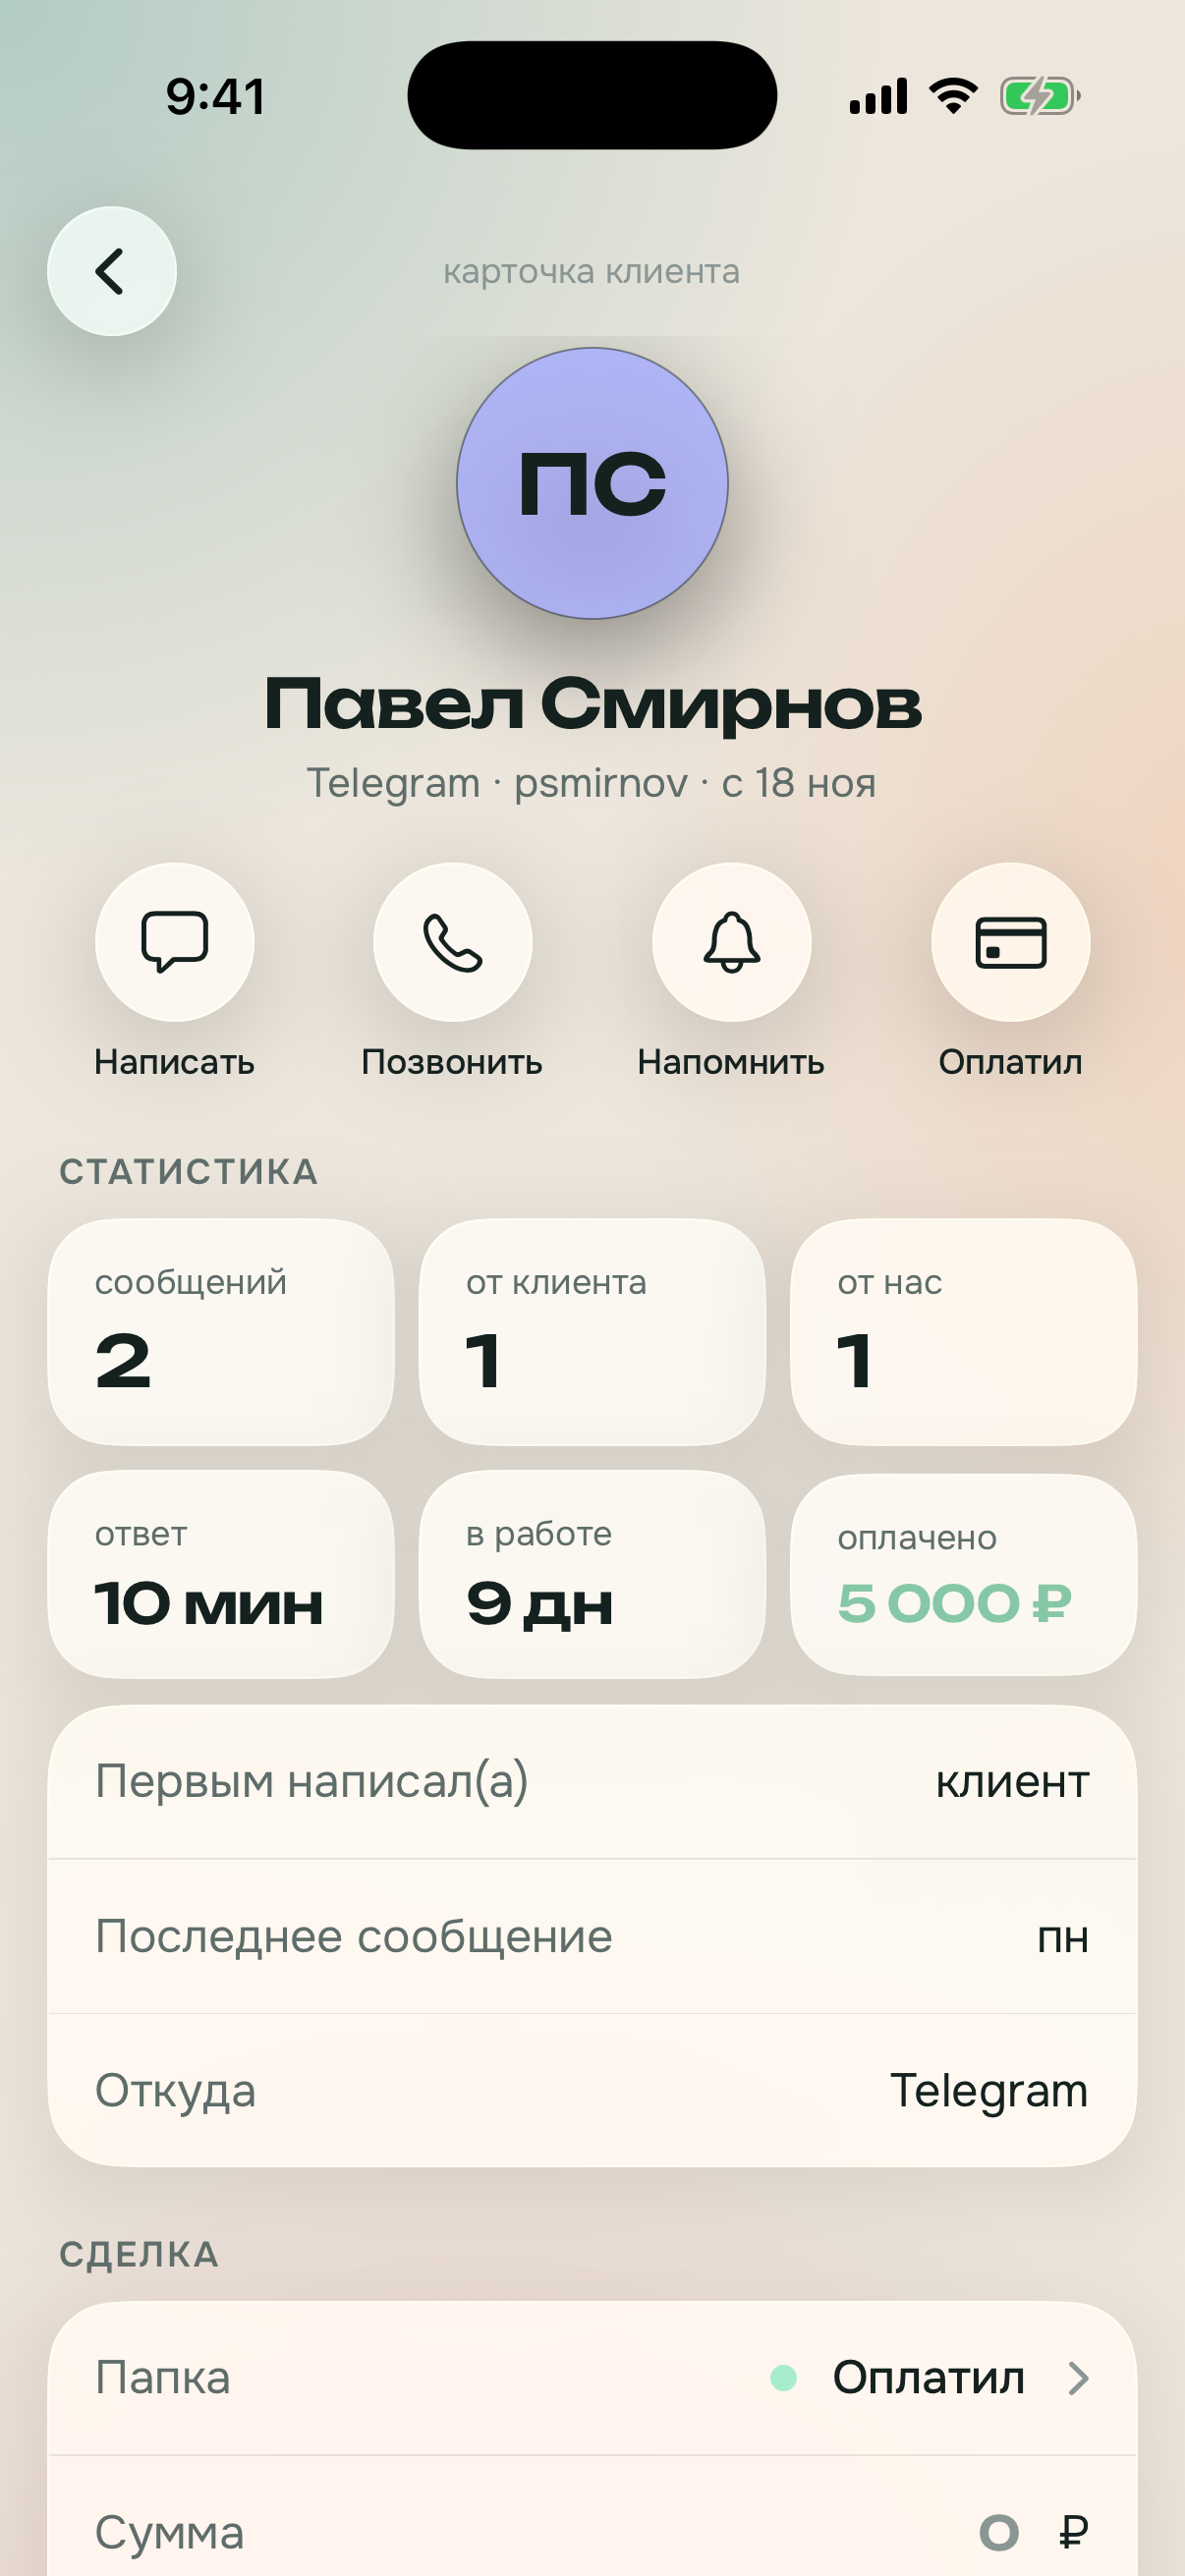 9:41
карточка клиента
ПС
Павел Смирнов
Telegram · psmirnov · с 18 ноя
Написать Позвонить Напомнить Оплатил
СТАТИСТИКА
сообщений от клиента от нас
2 1 1
ответ в работе оплачено
10 мин 9 дн 5 000 ₽
Первым написал(а) клиент
Последнее сообщение пн
Откуда Telegram
СДЕЛКА
Папка Оплатил
Сумма 0 ₽